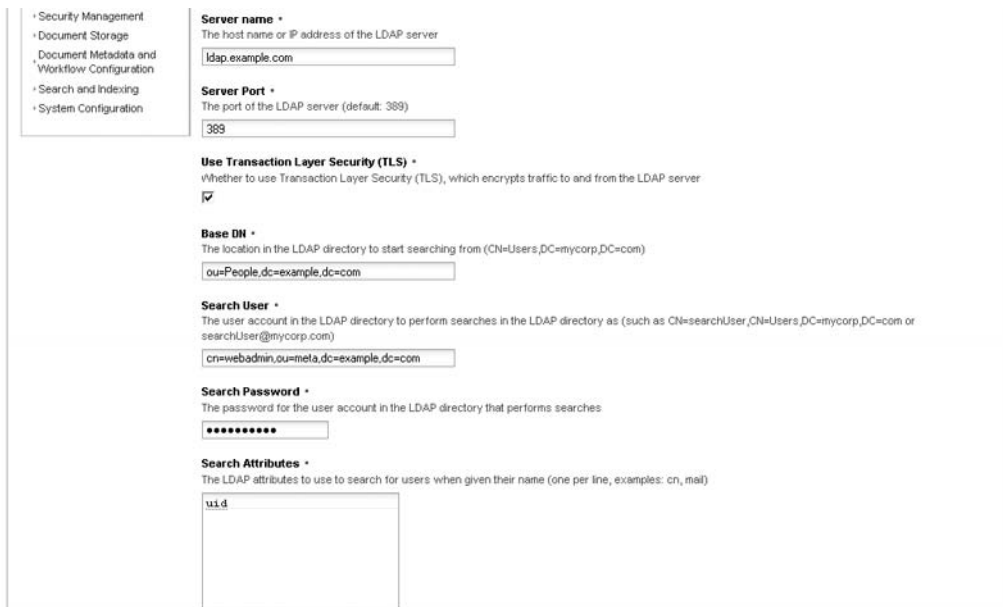 Security Management
Document Storage
Document Metadata and
Workflow Configuration
Search and Indexing
System Configuration
Server name
The host name or IP address of the LDAP server
ldap.example.com
Server Port
The port of the LDAP server (default: 389)
389
Use Transaction Layer Security (TLS)
Whether to use Transaction Layer Security (TLS), which encrypts traffic to and from the LDAP server
Base DN
The location in the LDAP directory to start searching from (CN=Users,DC=mycorp,DC=com)
ou=People,dc=example,dc=com
Search User
The user account in the LDAP directory to perform searches in the LDAP directory as (such as CN=searchUser,CN=Users,DC=mycorp,DC=com or
searchUser@mycorp.com)
cn=webadmin,ou=meta,dc=example,dc=com
Search Password
The password for the user account in the LDAP directory that performs searches
●●●●●●●●●●
Search Attributes
The LDAP attributes to use to search for users when given their name (one per line, examples: cn, mail)
uid